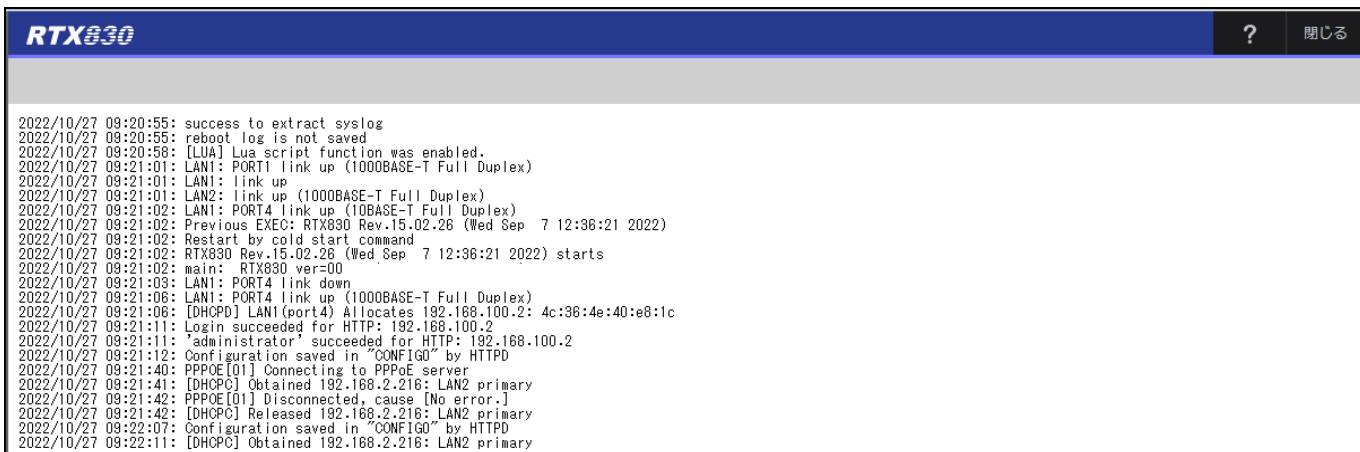 RTX830
?
閉じる
2022/10/27 09:20:55: success to extract syslog
2022/10/27 09:20:55: reboot log is not saved
2022/10/27 09:20:58: [LUA] Lua script function was enabled.
2022/10/27 09:21:01: LAN1: PORT1 link up (1000BASE-T Full Duplex)
2022/10/27 09:21:01: LAN1: link up
2022/10/27 09:21:01: LAN2: link up (1000BASE-T Full Duplex)
2022/10/27 09:21:02: LAN1: PORT4 link up (10BASE-T Full Duplex)
2022/10/27 09:21:02: Previous EXEC: RTX830 Rev.15.02.26 (Wed Sep  7 12:36:21 2022)
2022/10/27 09:21:02: Restart by cold start command
2022/10/27 09:21:02: RTX830 Rev.15.02.26 (Wed Sep  7 12:36:21 2022) starts
2022/10/27 09:21:02: main:  RTX830 ver=00
2022/10/27 09:21:03: LAN1: PORT4 link down
2022/10/27 09:21:06: LAN1: PORT4 link up (1000BASE-T Full Duplex)
2022/10/27 09:21:06: [DHCPD] LAN1(port4) Allocates 192.168.100.2: 4c:36:4e:40:e8:1c
2022/10/27 09:21:11: Login succeeded for HTTP: 192.168.100.2
2022/10/27 09:21:11: 'administrator' succeeded for HTTP: 192.168.100.2
2022/10/27 09:21:12: Configuration saved in "CONFIG0" by HTTPD
2022/10/27 09:21:40: PPPOE[01] Connecting to PPPoE server
2022/10/27 09:21:41: [DHCPC] Obtained 192.168.2.216: LAN2 primary
2022/10/27 09:21:42: PPPOE[01] Disconnected, cause [No error.]
2022/10/27 09:21:42: [DHCPC] Released 192.168.2.216: LAN2 primary
2022/10/27 09:22:07: Configuration saved in "CONFIG0" by HTTPD
2022/10/27 09:22:11: [DHCPC] Obtained 192.168.2.216: LAN2 primary